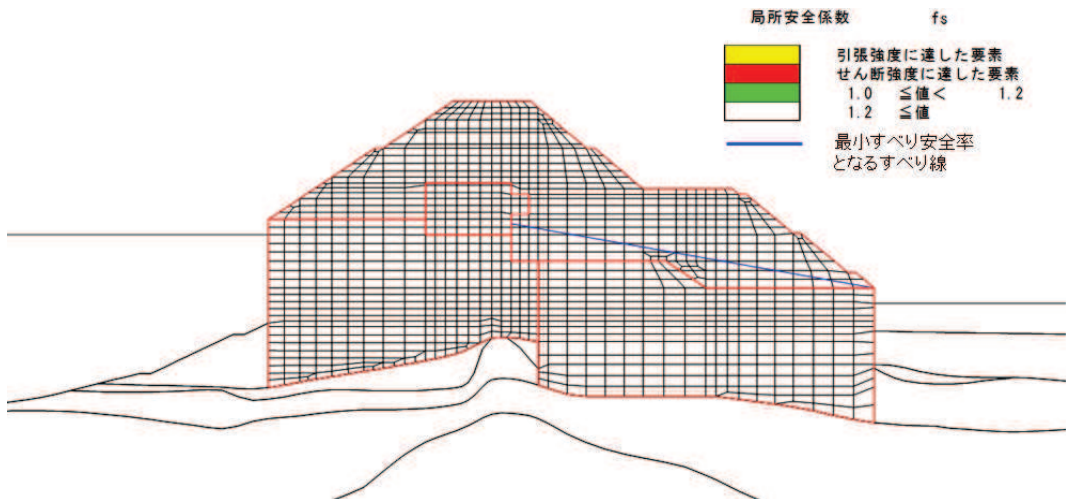 局所安全係数 fs
引張強度に達した要素
せん断強度に達した要素
1.0 ≦値< 1.2
1.2 ≦値
最小すべり安全率
となるすべり線